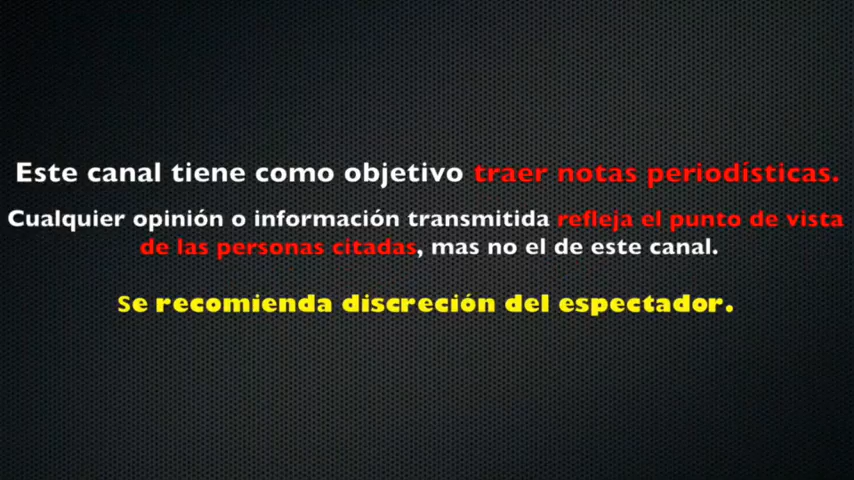 Este canal tiene como objetivo traer notas periodísticas.
Cualquier opinión o información transmitida refleja el punto de vista
de las personas citadas, mas no el de este canal.
Se recomienda discreción del espectador.